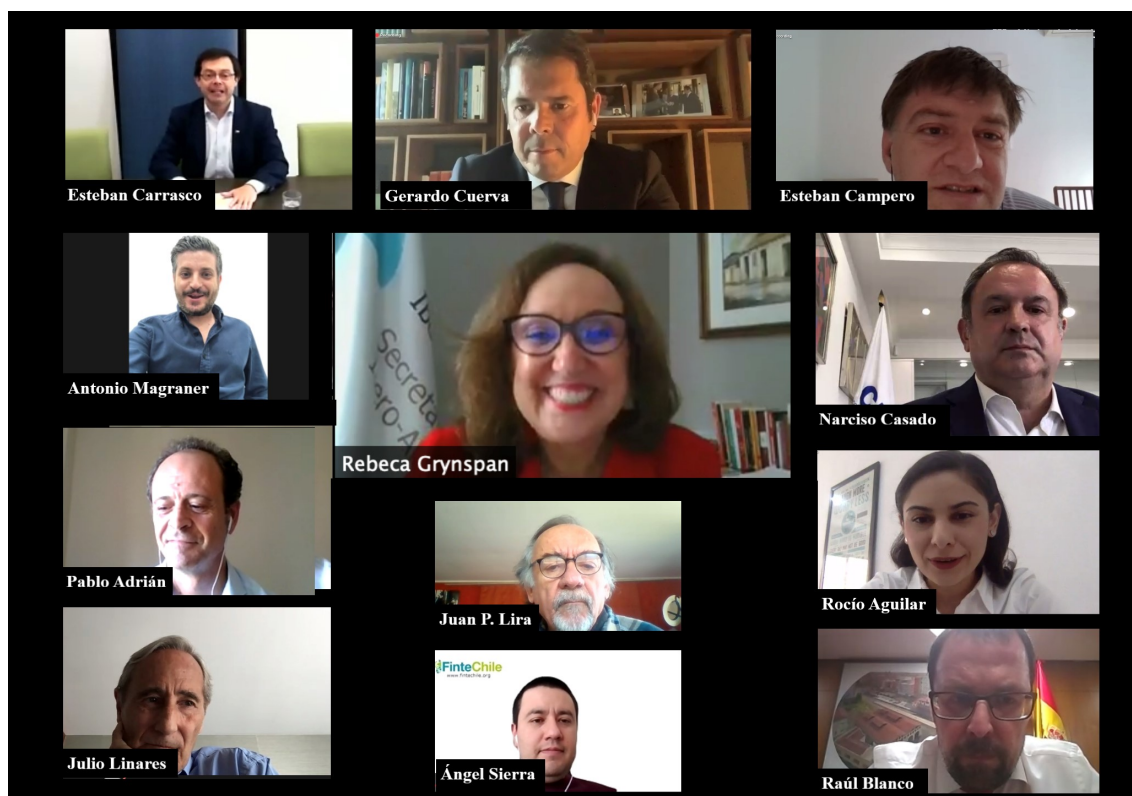 Esteban Carrasco
Gerardo Cuerva
Esteban Campero
Antonio Magraner
Rebeca Grynspan
Narciso Casado
Pablo Adrián
Juan P. Lira
Rocío Aguilar
Julio Linares
FinteChile
www.fintechile.org
Ángel Sierra
Raúl Blanco